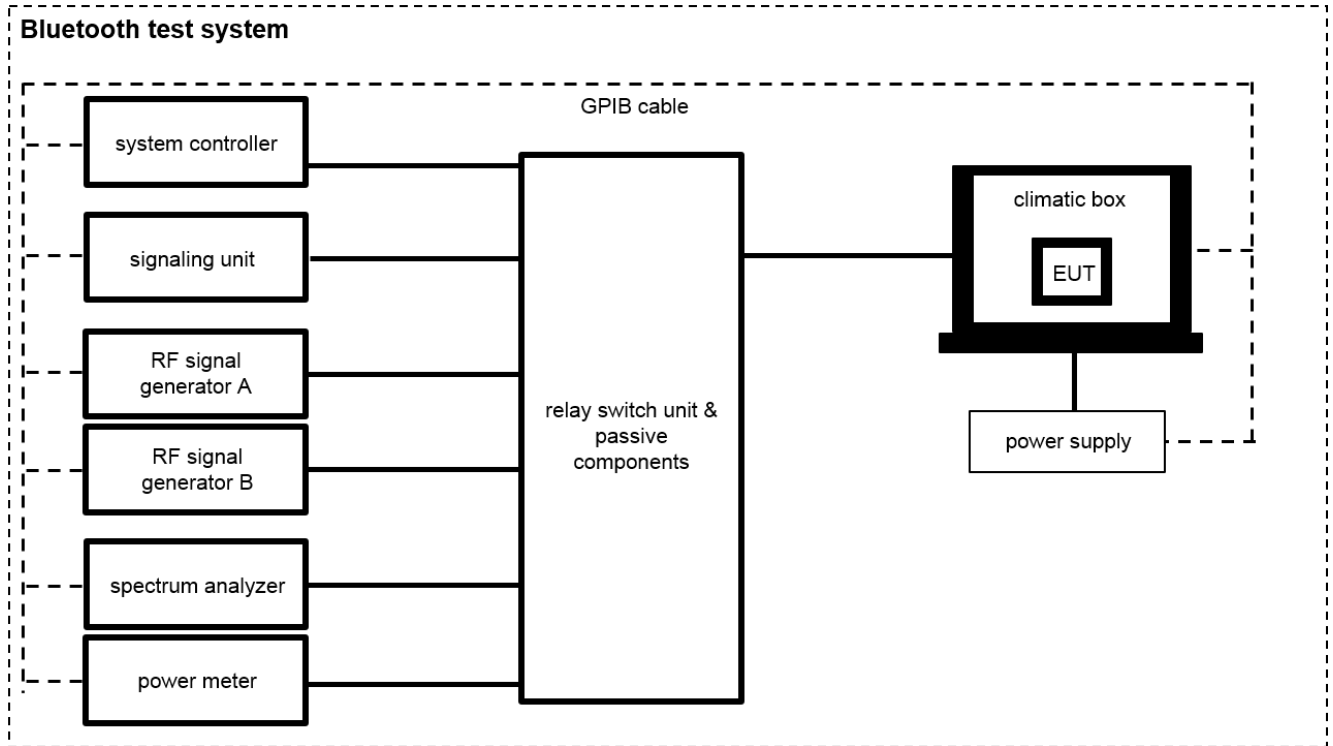 Bluetooth test system
GPIB cable
system controller
signaling unit
RF signal
generator A
RF signal
generator B
spectrum analyzer
power meter
relay switch unit &
passive
components
climatic box
EUT
power supply